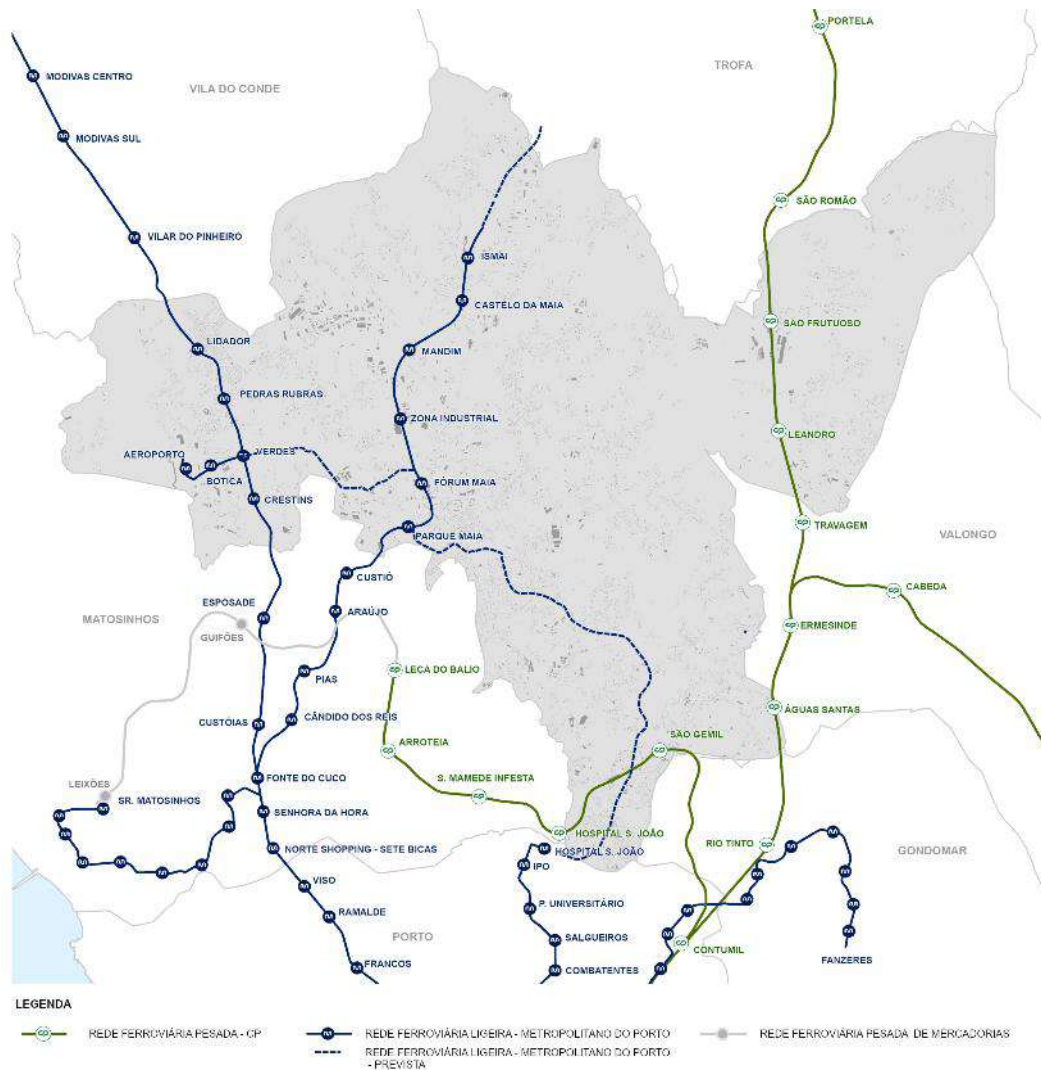 PORTELA
TROFA
MODIVAS CENTRO
VILA DO CONDE
MODIVAS SUL
SÃO ROMÃO
VILAR DO PINHEIRO
ISMAI
CASTELO DA MAIA
SÃO FRUTUOSO
LIDADOR
MANDIM
PEDRAS RUBRAS
ZONA INDUSTRIAL
LEANDRO
AEROPORTO
VERDES
BOTICA
FÓRUM MAIA
CRESTINS
TRAVAGEM
PARQUE MAIA
VALONGO
CUSTIÓ
CABEDA
ESPOSADE
ARAÚJO
MATOSINHOS
ERMESINDE
GUIFÕES
LEÇA DO BALIO
PIAS
ÁGUAS SANTAS
CÂNDIDO DOS REIS
CUSTÓIAS
SÃO GEMIL
ARROTEIA
FONTE DO CUCO
S. MAMEDE INFESTA
LEIXÕES
SR. MATOSINHOS
SENHORA DA HORA
HOSPITAL S. JOÃO
RIO TINTO
NORTE SHOPPING - SETE BICAS
HOSPITAL S. JOÃO
GONDOMAR
IPO
VISO
P. UNIVERSITÁRIO
RAMALDE
PORTO
SALGUEIROS
CONTUMIL
FRANCOS
COMBATENTES
FANZERES
LEGENDA
REDE FERROVIÁRIA PESADA - CP
REDE FERROVIÁRIA LIGEIRA - METROPOLITANO DO PORTO
REDE FERROVIÁRIA PESADA DE MERCADORIAS
REDE FERROVIÁRIA LIGEIRA - METROPOLITANO DO PORTO
- PREVISTA